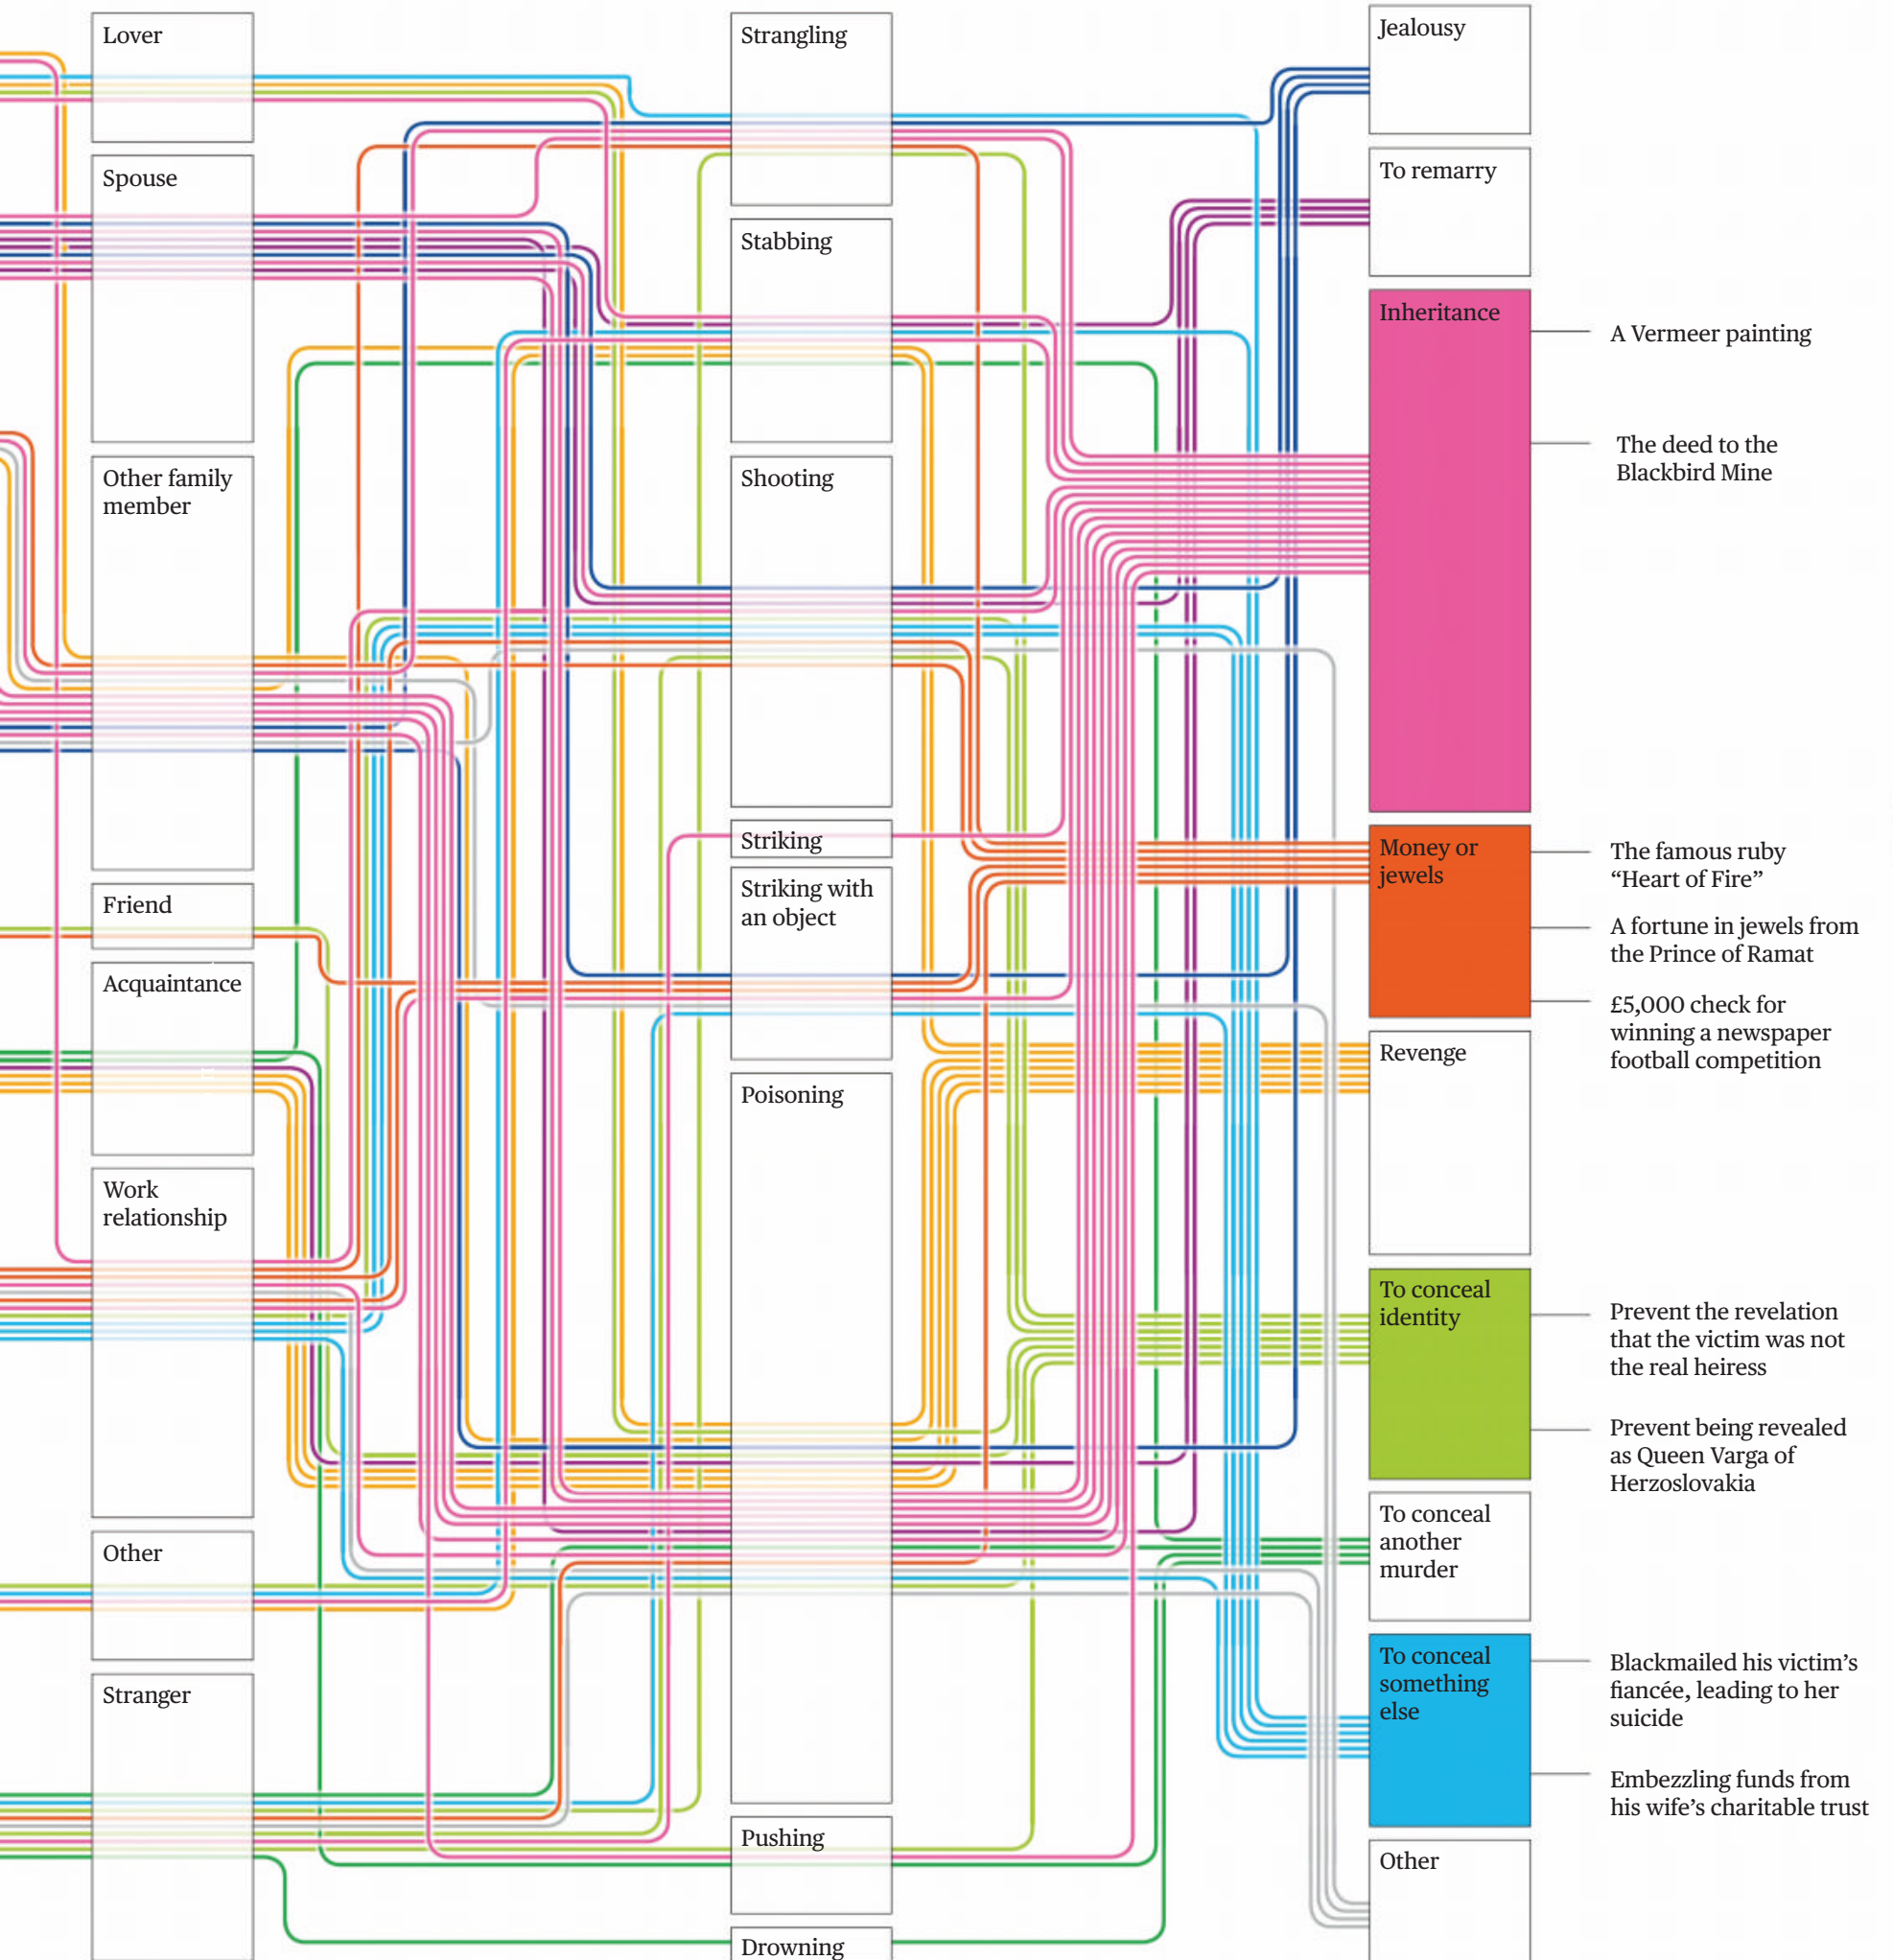 Lover
Spouse
Other family
member
Friend
Acquaintance
Work
relationship
Other
Stranger
Strangling
Stabbing
Shooting
Striking
Striking with
an object
Poisoning
Pushing
Drowning
Jealousy
To remarry
Inheritance
A Vermeer painting
The deed to the
Blackbird Mine
Money or
jewels
The famous ruby
“Heart of Fire”
A fortune in jewels from
the Prince of Ramat
£5,000 check for
winning a newspaper
football competition
Revenge
To conceal
identity
Prevent the revelation
that the victim was not
the real heiress
Prevent being revealed
as Queen Varga of
Herzoslovakia
To conceal
another
murder
To conceal
something
else
Blackmailed his victim’s
fiancée, leading to her
suicide
Embezzling funds from
his wife’s charitable trust
Other